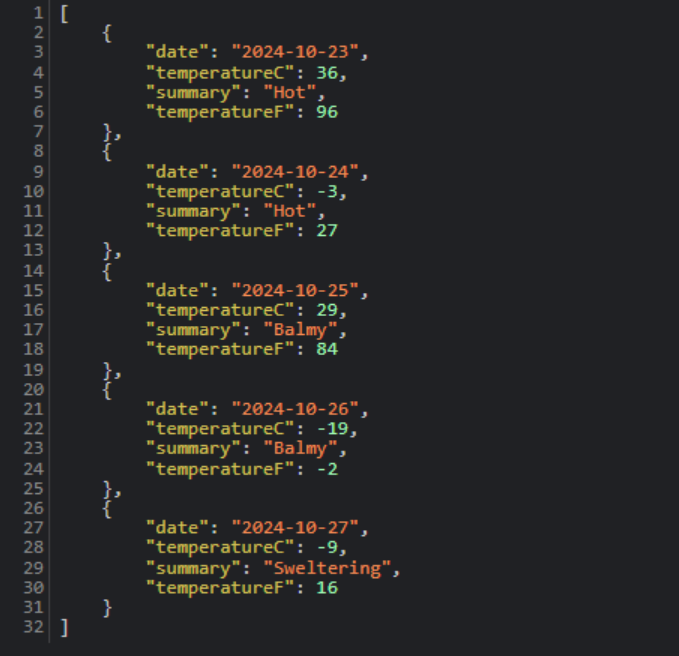 1 [
2     {
3         "date": "2024-10-23",
4         "temperatureC": 36,
5         "summary": "Hot",
6         "temperatureF": 96
7     },
8     {
9         "date": "2024-10-24",
10         "temperatureC": -3,
11         "summary": "Hot",
12         "temperatureF": 27
13     },
14     {
15         "date": "2024-10-25",
16         "temperatureC": 29,
17         "summary": "Balmy",
18         "temperatureF": 84
19     },
20     {
21         "date": "2024-10-26",
22         "temperatureC": -19,
23         "summary": "Balmy",
24         "temperatureF": -2
25     },
26     {
27         "date": "2024-10-27",
28         "temperatureC": -9,
29         "summary": "Sweltering",
30         "temperatureF": 16
31     }
32 ]